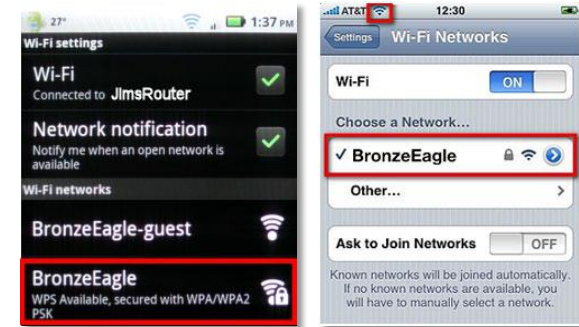 27°
1:37 PM
Wi-Fi settings
Wi-Fi
Connected to JimsRouter
Network notification
Notify me when an open network is
available
Wi-Fi networks
BronzeEagle-guest
BronzeEagle
WPS Available, secured with WPA/WPA2
PSK
AT&T
12:30
Settings
Wi-Fi Networks
Wi-Fi
ON
Choose a Network...
BronzeEagle
Other...
Ask to Join Networks
OFF
Known networks will be joined automatically.
If no known networks are available, you
will have to manually select a network.